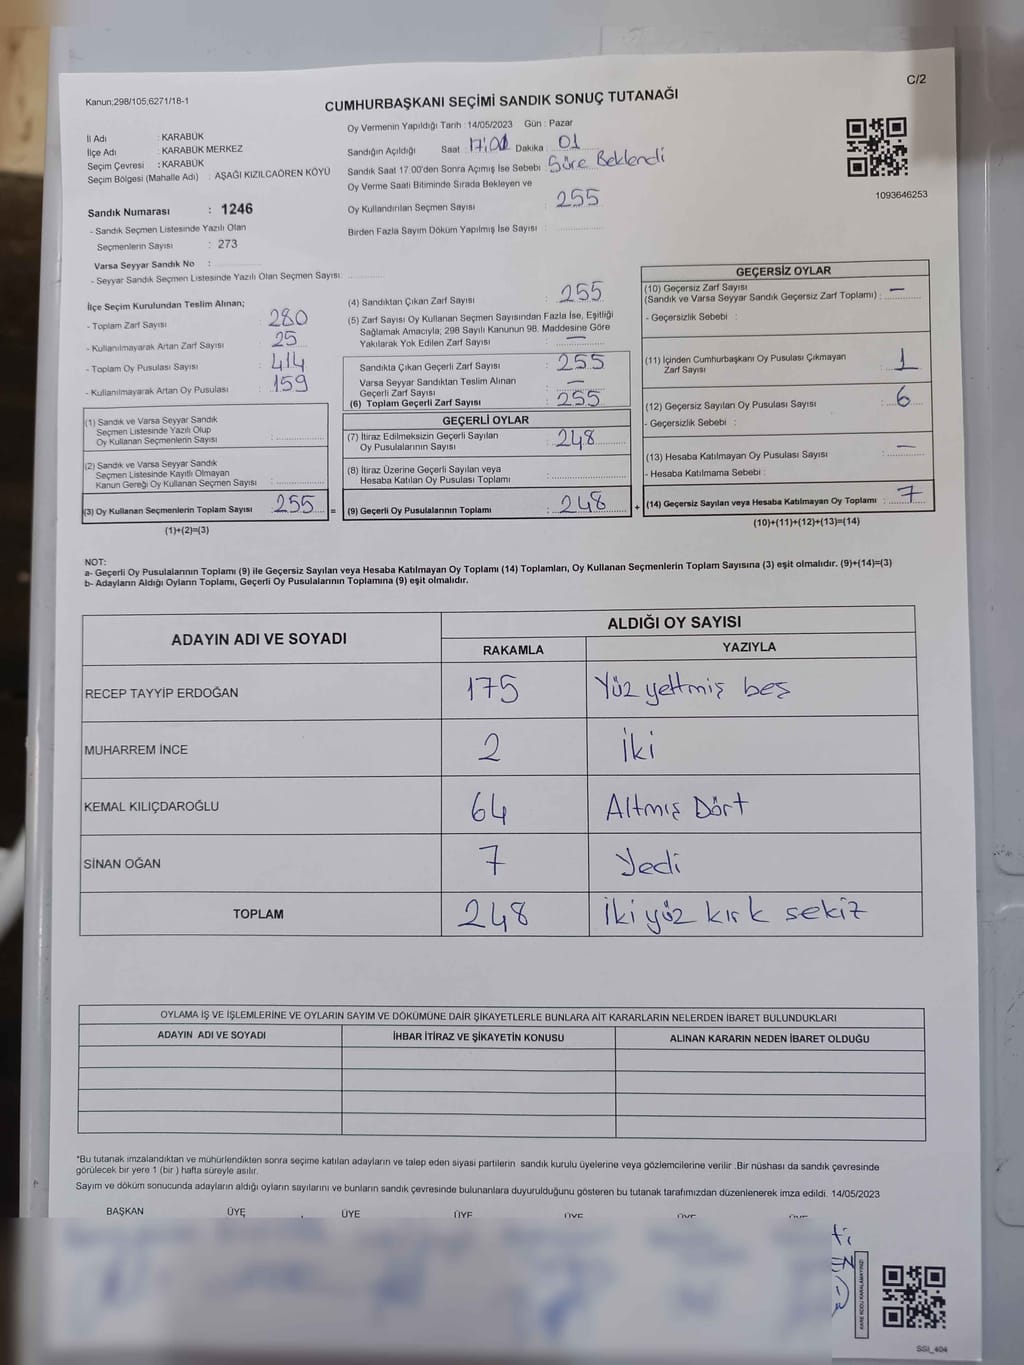 C/2
Kanun;298/105,6271/18-1
CUMHURBAŞKANI SEÇİMİ SANDIK SONUÇ TUTANAĞI
1093646253
İl Adı : KARABÜK
İlçe Adı : KARABÜK MERKEZ
Seçim Çevresi : KARABÜK
Seçim Bölgesi (Mahalle Adı) : AŞAĞI KIZILCAÖREN KÖYÜ
Sandık Numarası : 1246
- Sandık Seçmen Listesinde Yazılı Olan
Seçmenlerin Sayısı : 273
Varsa Seyyar Sandık No :
- Seyyar Sandık Seçmen Listesinde Yazılı Olan Seçmen Sayısı:
Oy Vermenin Yapıldığı Tarih : 14/05/2023 Gün : Pazar
Sandığın Açıldığı Saat : 17:01 Dakika : 01
Sandık Saat 17:00'den Sonra Açımış İse Sebebi : Süre Beklendi
Oy Verme Saati Bitiminde Sırada Bekleyen ve
Oy Kullandırılan Seçmen Sayısı : 255
Birden Fazla Sayım Döküm Yapılmış İse Sayısı :
İlçe Seçim Kurulundan Teslim Alınan;
- Toplam Zarf Sayısı : 280
- Kullanılmayarak Artan Zarf Sayısı : 25
- Toplam Oy Pusulası Sayısı : 414
- Kullanılmayarak Artan Oy Pusulası : 159
(1) Sandık ve Varsa Seyyar Sandık
Seçmen Listesinde Yazılı Olup
Oy Kullanan Seçmenlerin Sayısı :
(2) Sandık ve Varsa Seyyar Sandık
Seçmen Listesinde Kayıtlı Olmayan
Kanun Gereği Oy Kullanan Seçmen Sayısı :
(3) Oy Kullanan Seçmenlerin Toplam Sayısı : 255 =
(1)+(2)=(3)
(4) Sandıktan Çıkan Zarf Sayısı : 255
(5) Zarf Sayısı Oy Kullanan Seçmen Sayısından Fazla İse, Eşitliği
Sağlamak Amacıyla; 298 Sayılı Kanunun 98. Maddesine Göre
Yakılarak Yok Edilen Zarf Sayısı : —
Sandıkta Çıkan Geçerli Zarf Sayısı : 255
Varsa Seyyar Sandıktan Teslim Alınan
Geçerli Zarf Sayısı : —
(6) Toplam Geçerli Zarf Sayısı : 255
GEÇERLİ OYLAR
(7) İtiraz Edilmeksizin Geçerli Sayılan
Oy Pusulasının Sayısı : 248
(8) İtiraz Üzerine Geçerli Sayılan veya
Hesaba Katılan Oy Pusulası Toplamı :
(9) Geçerli Oy Pusulalarının Toplamı : 248 +
GEÇERSİZ OYLAR
(10) Geçersiz Zarf Sayısı
(Sandık ve Varsa Seyyar Sandık Geçersiz Zarf Toplamı) : —
- Geçersizlik Sebebi :
(11) İçinden Cumhurbaşkanı Oy Pusulası Çıkmayan
Zarf Sayısı : 1
(12) Geçersiz Sayılan Oy Pusulası Sayısı : 6
- Geçersizlik Sebebi :
(13) Hesaba Katılmayan Oy Pusulası Sayısı : —
- Hesaba Katılmama Sebebi :
(14) Geçersiz Sayılan veya Hesaba Katılmayan Oy Toplamı : 7
(10)+(11)+(12)+(13)=(14)
NOT:
a- Geçerli Oy Pusulalarının Toplamı (9) ile Geçersiz Sayılan veya Hesaba Katılmayan Oy Toplamı (14) Toplamları, Oy Kullanan Seçmenlerin Toplam Sayısına (3) eşit olmalıdır. (9)+(14)=(3)
b- Adayların Aldığı Oyların Toplamı, Geçerli Oy Pusulalarının Toplamına (9) eşit olmalıdır.
ADAYIN ADI VE SOYADI ALDIĞI OY SAYISI
RAKAMLA YAZIYLA
RECEP TAYYİP ERDOĞAN 175 Yüz yetmiş beş
MUHARREM İNCE 2 İki
KEMAL KILIÇDAROĞLU 64 Altmış Dört
SİNAN OĞAN 7 Yedi
TOPLAM 248 İki yüz kırk sekiz
OYLAMA İŞ VE İŞLEMLERİNE VE OYLARIN SAYIM VE DÖKÜMÜNE DAİR ŞİKAYETLERLE BUNLARA AİT KARARLARIN NELERDEN İBARET BULUNDUKLARI
ADAYIN ADI VE SOYADI İHBAR İTİRAZ VE ŞİKAYETİN KONUSU ALINAN KARARIN NEDEN İBARET OLDUĞU
*Bu tutanak imzalandıktan ve mühürlendikten sonra seçime katılan adayların ve talep eden siyasi partilerin sandık kurulu üyelerine veya gözlemcilerine verilir .Bir nüshası da sandık çevresinde
görülecek bir yere 1 (bir ) hafta süreyle asılır.
Sayım ve döküm sonucunda adayların aldığı oyların sayılarını ve bunların sandık çevresinde bulunanlara duyurulduğunu gösteren bu tutanak tarafımızdan düzenlenerek imza edildi. 14/05/2023
BAŞKAN ÜYE ÜYE ÜYE ÜYE ÜYE ÜYE
KARE KODU KARALAMAYINIZ!
SSI_404